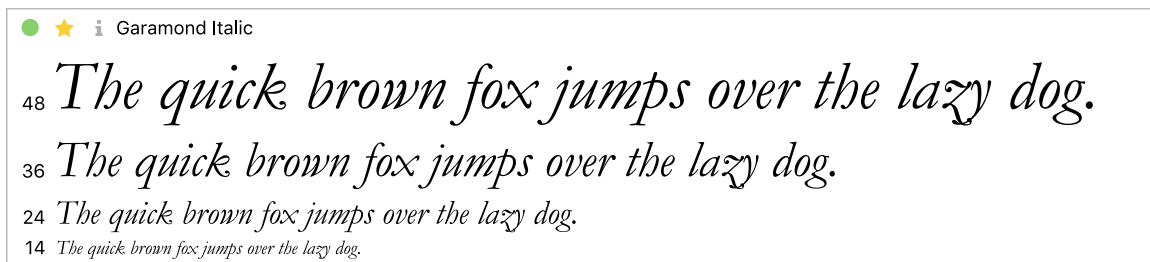 Garamond Italic
48 The quick brown fox jumps over the lazy dog.
36 The quick brown fox jumps over the lazy dog.
24 The quick brown fox jumps over the lazy dog.
14 The quick brown fox jumps over the lazy dog.